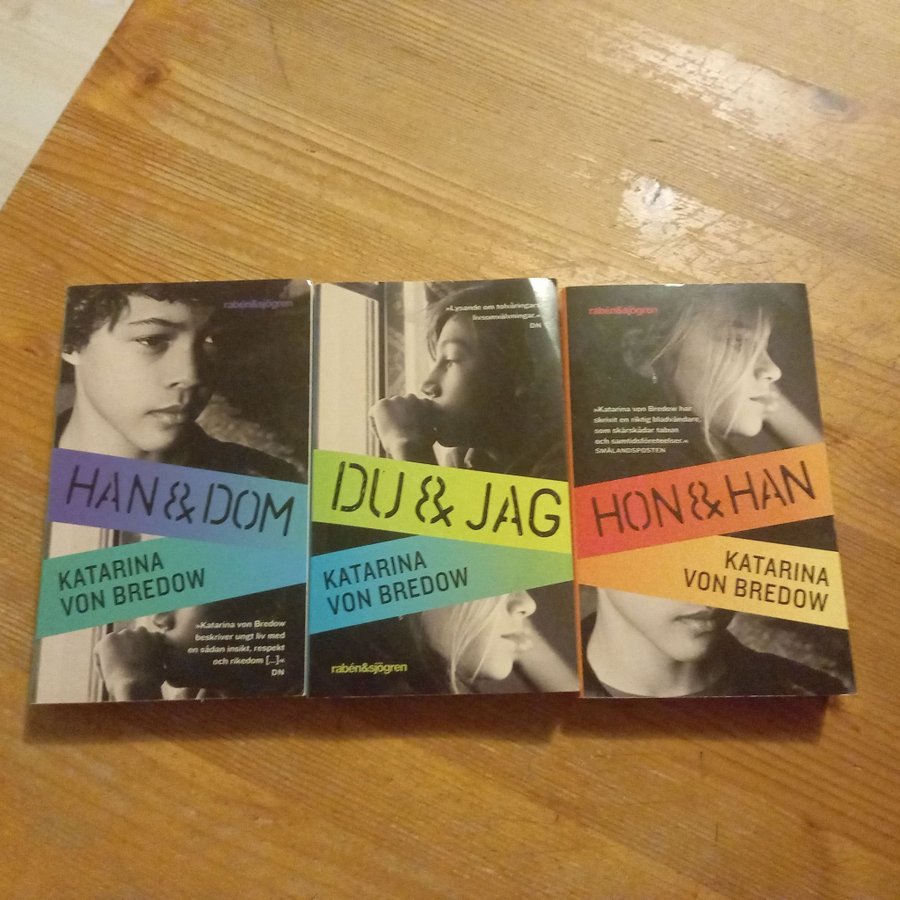 rabén&sjögren
HAN & DOM
KATARINA
VON BREDOW
»Katarina von Bredow
beskriver ungt liv med
en sådan insikt, respekt
och rikedom [...]«
DN
»Lysande om tolvåringars
livsomvälvningar.«
DN
DU & JAG
KATARINA
VON BREDOW
rabén&sjögren
rabén&sjögren
»Katarina von Bredow har
skrivit en riktig bladvändare,
som skärskådar tabun
och samtidsföreteelser.«
SMÅLANDSPOSTEN
HON & HAN
KATARINA
VON BREDOW